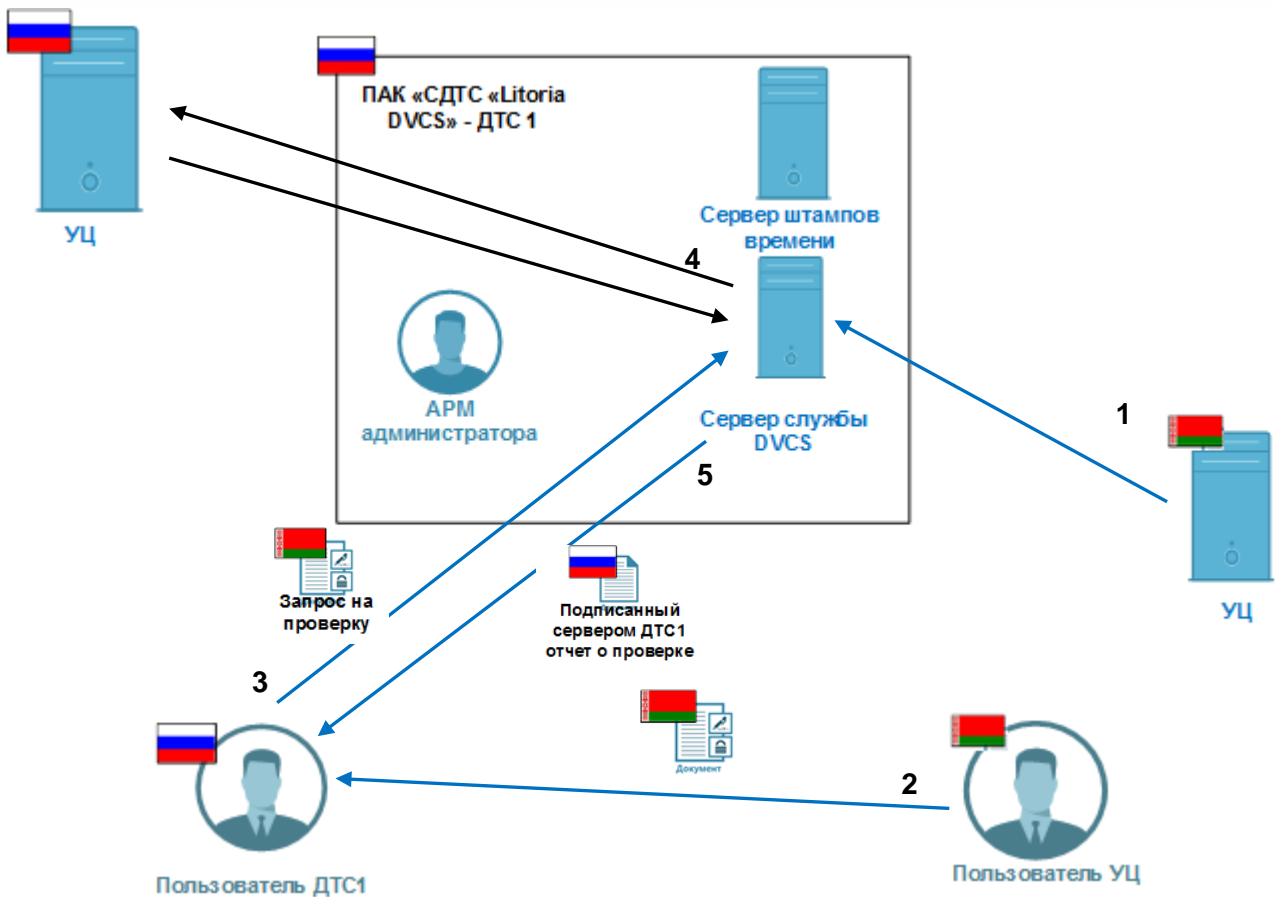 ПАК «СДТС «Litoria
DVCS» - ДТС 1
УЦ
Сервер штампов
времени
4
АРМ
администратора
Сервер службы
DVCS
1
5
УЦ
Запрос на
проверку
Подписанный
сервером ДТС1
отчет о проверке
3
Документ
2
Пользователь ДТС1
Пользователь УЦ